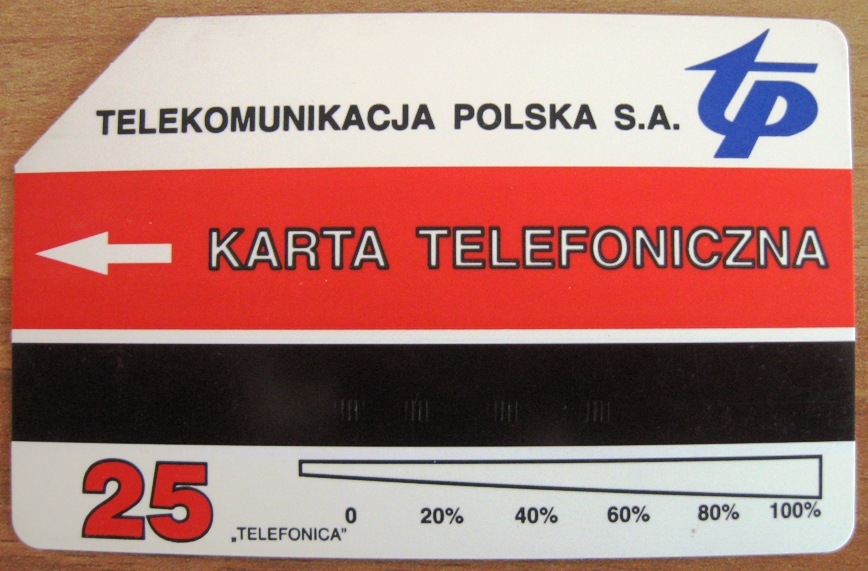 TELEKOMUNIKACJA POLSKA S.A.
tp
KARTA TELEFONICZNA
25
„TELEFONICA”
0 20% 40% 60% 80% 100%